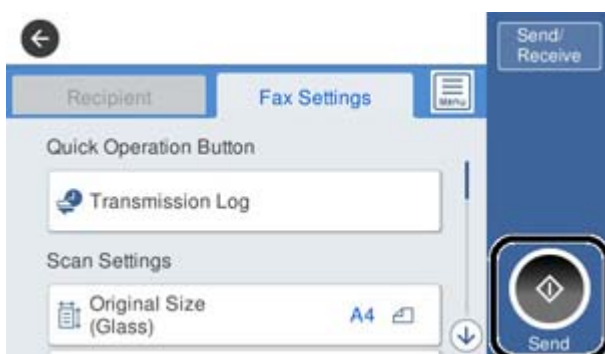 Send/
Receive
Recipient
Fax Settings
Menu
Quick Operation Button
Transmission Log
Scan Settings
Original Size
(Glass)
A4
Send